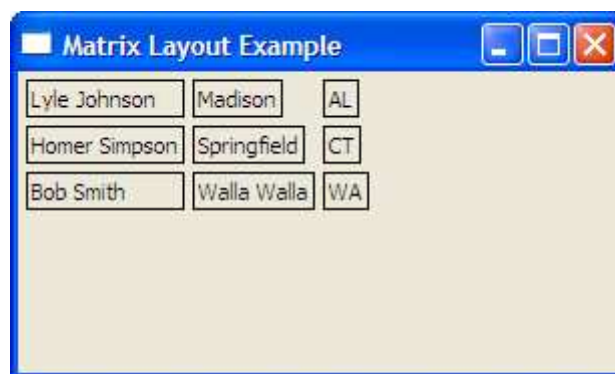 Matrix Layout Example
Lyle Johnson Madison AL
Homer Simpson Springfield CT
Bob Smith Walla Walla WA